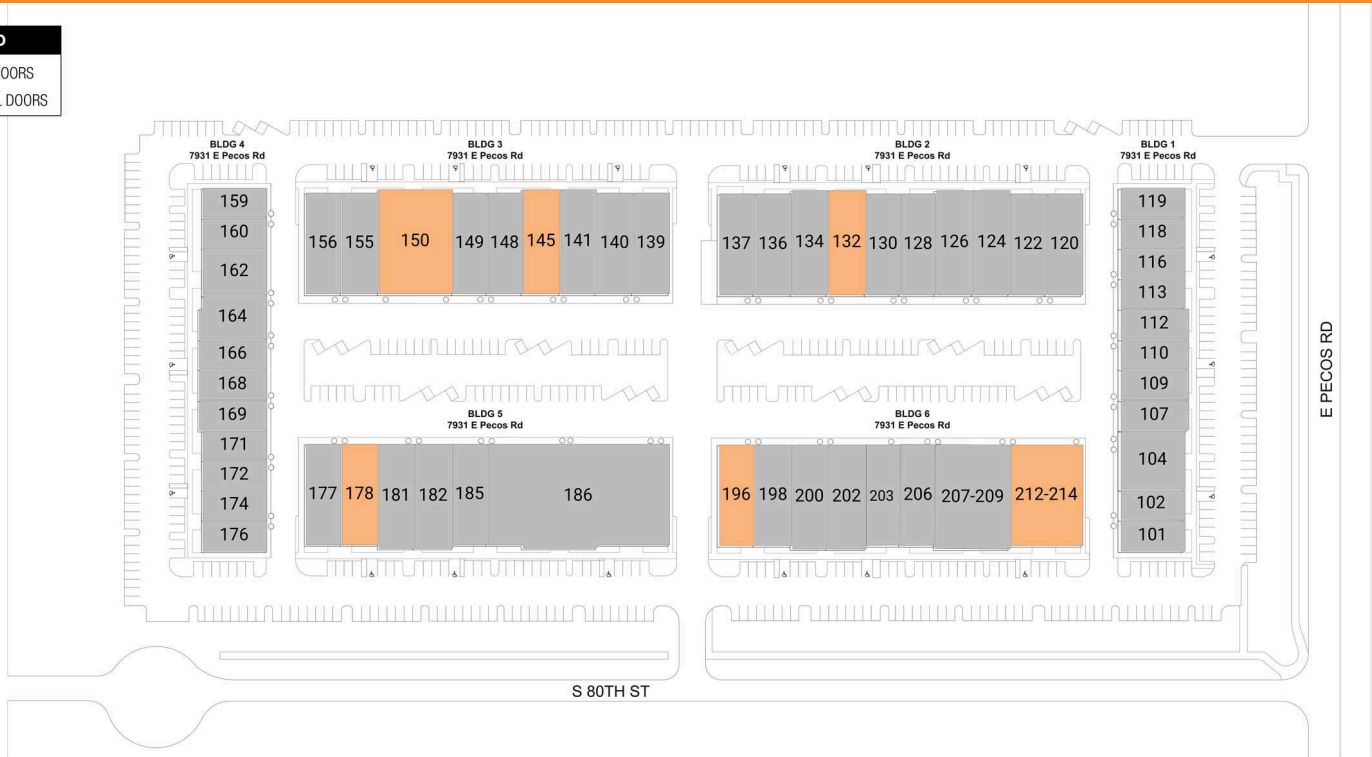 BLDG 4
7931 E Pecos Rd
BLDG 3
7931 E Pecos Rd
BLDG 2
7931 E Pecos Rd
BLDG 1
7931 E Pecos Rd
OORS
DOORS
159
160
162
164
166
168
169
171
172
174
176
156 155 150 149 148 145 141 140 139
137 136 134 132 130 128 126 124 122 120
119
118
116
113
112
110
109
107
104
102
101
BLDG 5
7931 E Pecos Rd
177 178 181 182 185 186
BLDG 6
7931 E Pecos Rd
196 198 200 202 203 206 207-209 212-214
E PECOS RD
S 80TH ST